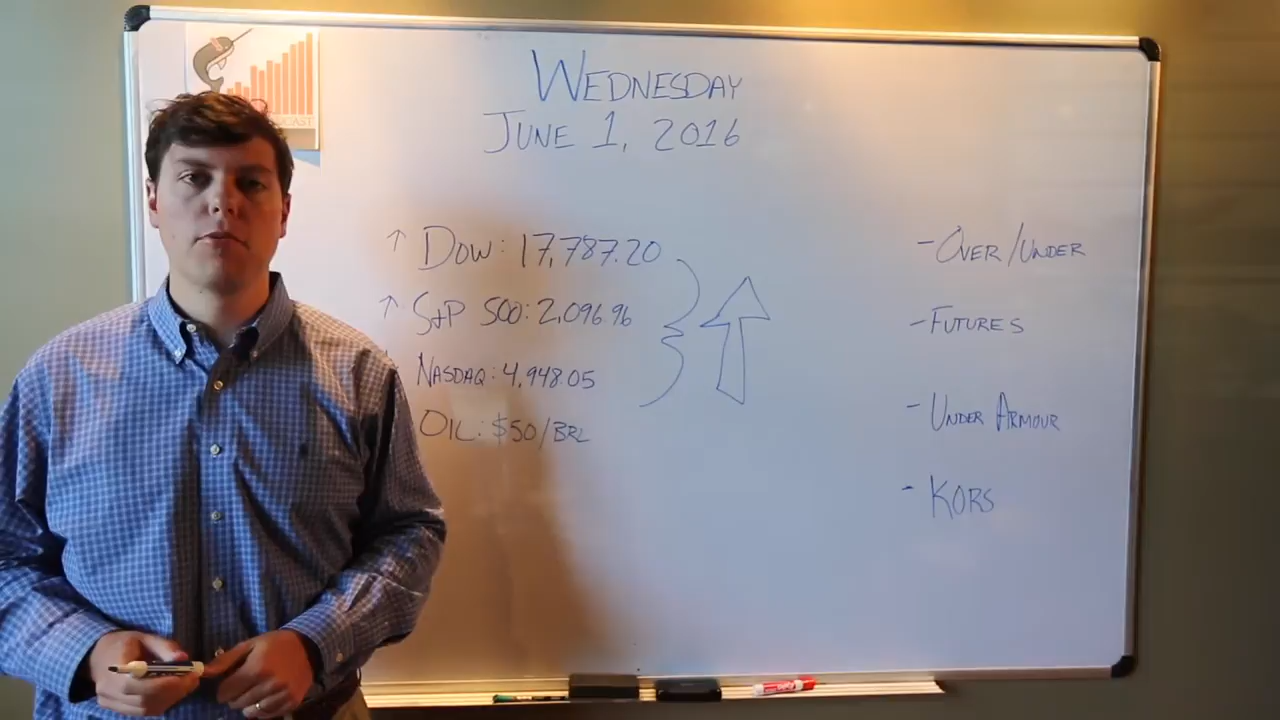 WEDNESDAY
JUNE 1, 2016
↑ DOW: 17,787.20
↑ S+P 500: 2,096.96
NASDAQ: 4,948.05
OIL: $50/BRL
- OVER/UNDER
- FUTURES
- UNDER ARMOUR
- KORS